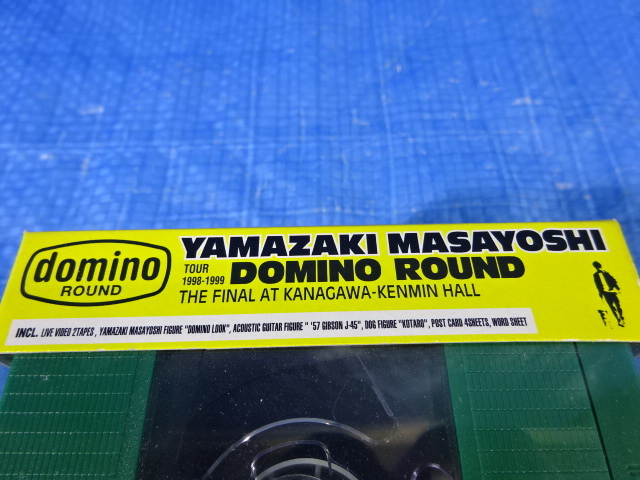 domino
ROUND
YAMAZAKI MASAYOSHI
TOUR
1998-1999
DOMINO ROUND
THE FINAL AT KANAGAWA-KENMIN HALL
INCL. LIVE VIDEO 2TAPES, YAMAZAKI MASAYOSHI FIGURE "DOMINO LOOK", ACOUSTIC GUITAR FIGURE " '57 GIBSON J-45", DOG FIGURE "KOTARO", POST CARD 4SHEETS, WORD SHEET